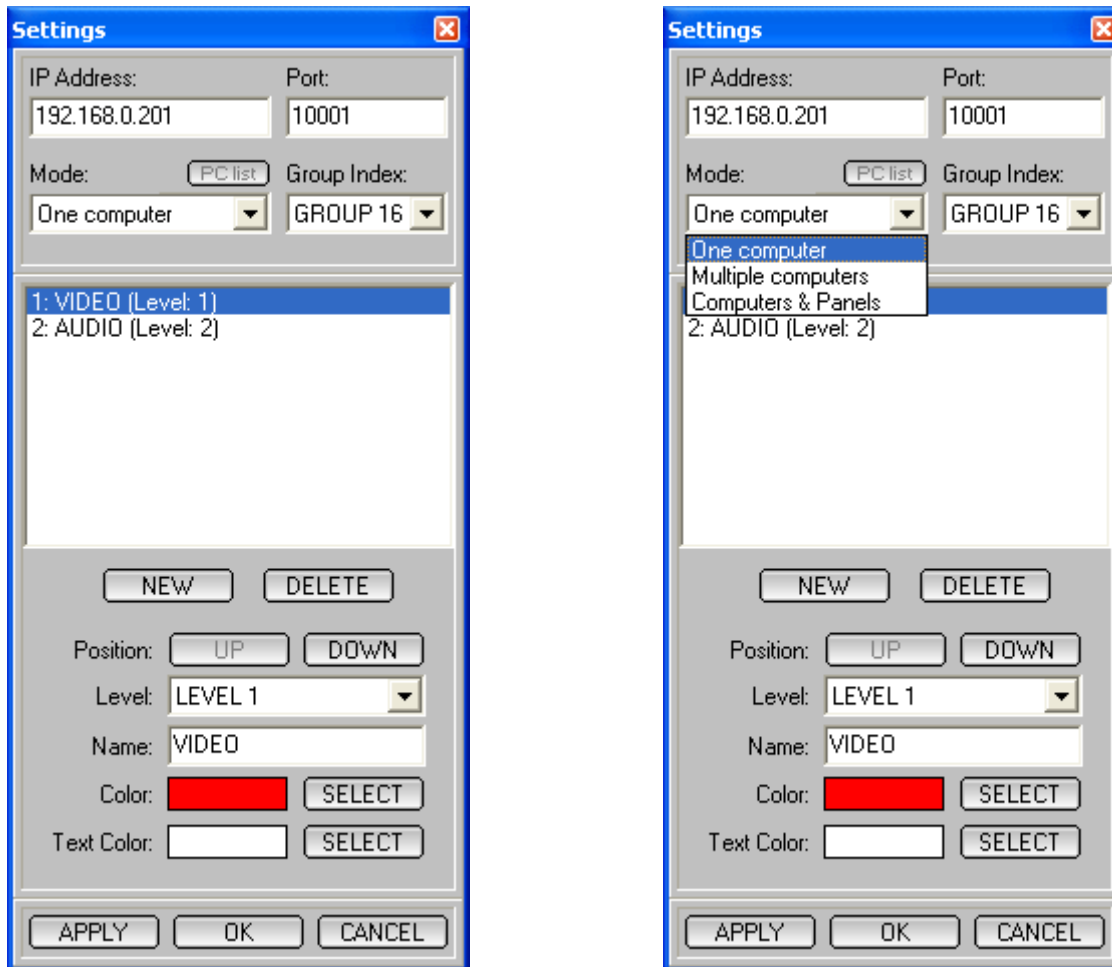 Settings
IP Address: Port:
192.168.0.201 10001
Mode: PC list Group Index:
One computer GROUP 16
1: VIDEO (Level: 1)
2: AUDIO (Level: 2)
NEW DELETE
Position: UP DOWN
Level: LEVEL 1
Name: VIDEO
Color: SELECT
Text Color: SELECT
APPLY OK CANCEL
Settings
IP Address: Port:
192.168.0.201 10001
Mode: PC list Group Index:
One computer GROUP 16
One computer
Multiple computers
Computers & Panels
2: AUDIO (Level: 2)
NEW DELETE
Position: UP DOWN
Level: LEVEL 1
Name: VIDEO
Color: SELECT
Text Color: SELECT
APPLY OK CANCEL